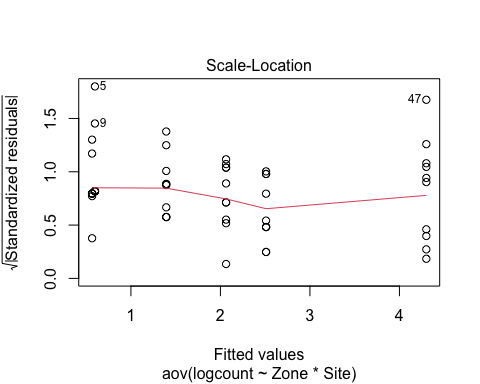 Scale-Location
√|Standardized residuals|
0.0 0.5 1.0 1.5
5
9
47
1 2 3 4
Fitted values
aov(logcount ~ Zone * Site)